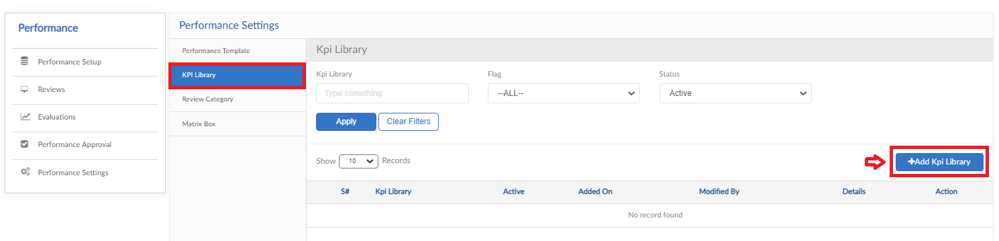 Performance
Performance Setup
Reviews
Evaluations
Performance Approval
Performance Settings
Performance Settings
Performance Template
KPI Library
Review Category
Matrix Box
Kpi Library
Kpi Library Flag Status
Type something --ALL-- Active
Apply Clear Filters
Show 10 Records +Add Kpi Library
S# Kpi Library Active Added On Modified By Details Action
No record found